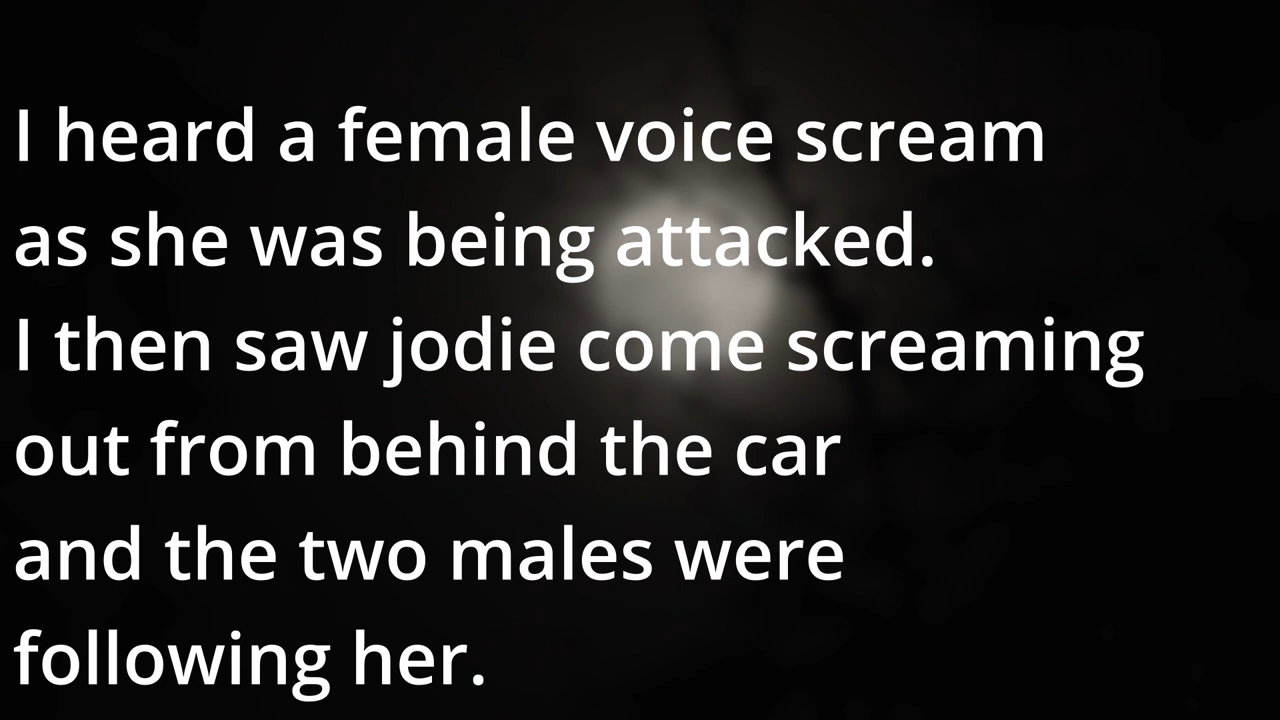 I heard a female voice scream
as she was being attacked.
I then saw jodie come screaming
out from behind the car
and the two males were
following her.